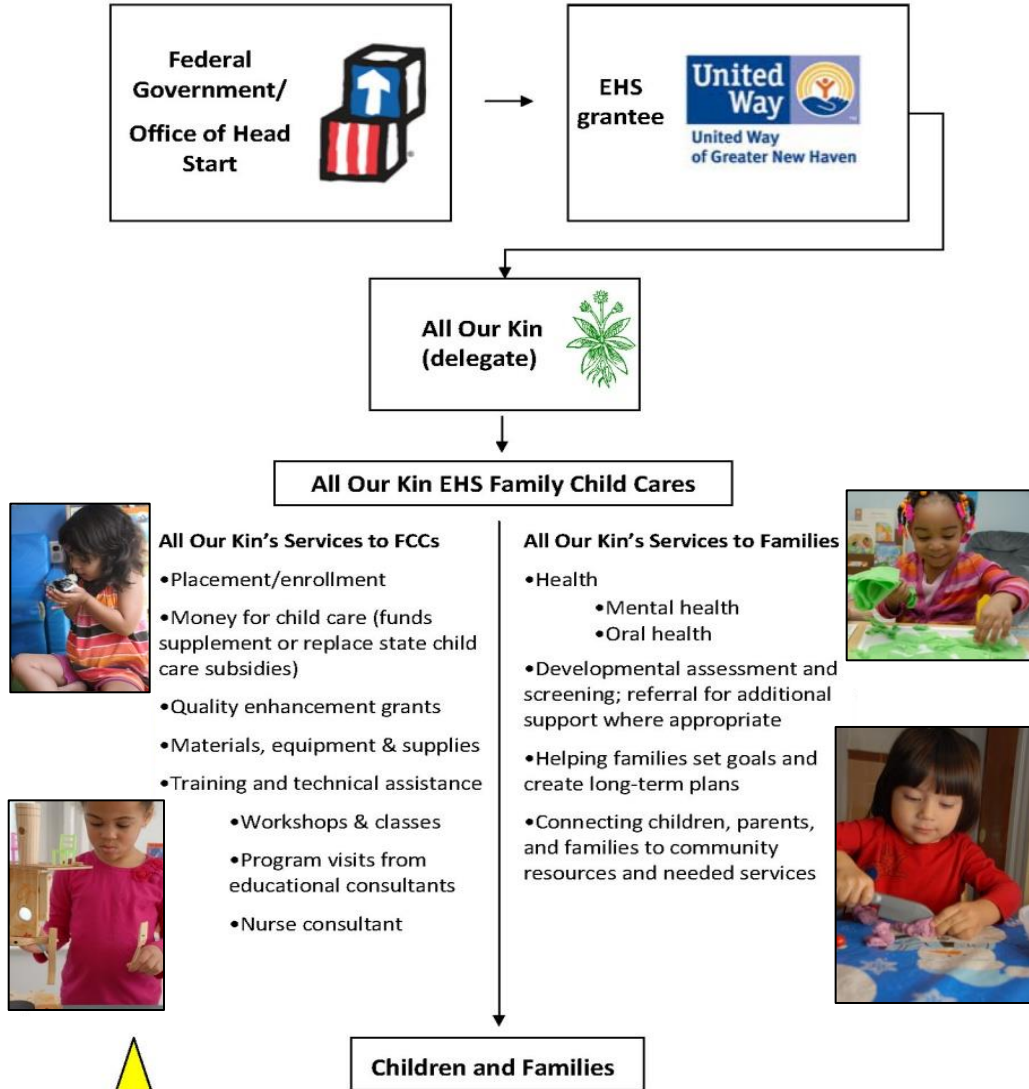 Federal
Government/
Office of Head
Start
EHS
grantee
United
Way
United Way
of Greater New Haven
All Our Kin
(delegate)
All Our Kin EHS Family Child Cares
All Our Kin's Services to FCCs
•Placement/enrollment
•Money for child care (funds
supplement or replace state child
care subsidies)
•Quality enhancement grants
•Materials, equipment & supplies
•Training and technical assistance
•Workshops & classes
•Program visits from
educational consultants
•Nurse consultant
All Our Kin's Services to Families
•Health
•Mental health
•Oral health
•Developmental assessment and
screening; referral for additional
support where appropriate
•Helping families set goals and
create long-term plans
•Connecting children, parents,
and families to community
resources and needed services
Children and Families